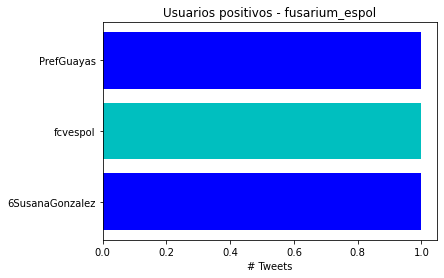 Usuarios positivos - fusarium_espol
PrefGuayas
fcvespol
6SusanaGonzalez
0.0 0.2 0.4 0.6 0.8 1.0
# Tweets